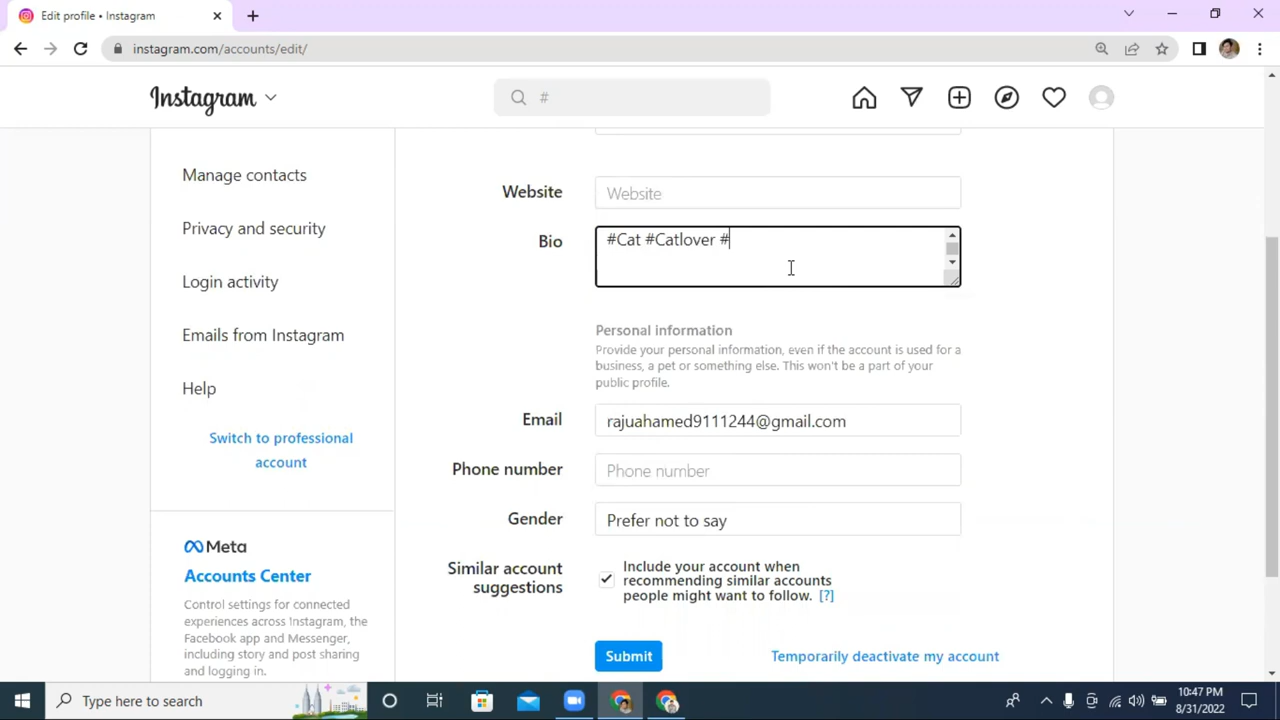 Edit profile • Instagram
instagram.com/accounts/edit/
Instagram
#
Manage contacts
Privacy and security
Login activity
Emails from Instagram
Help
Switch to professional
account
Meta
Accounts Center
Control settings for connected
experiences across Instagram, the
Facebook app and Messenger,
including story and post sharing
and logging in.
Website
Website
Bio
#Cat #Catlover #
Personal information
Provide your personal information, even if the account is used for a
business, a pet or something else. This won't be a part of your
public profile.
Email
rajuahamed9111244@gmail.com
Phone number
Phone number
Gender
Prefer not to say
Similar account
suggestions
Include your account when
recommending similar accounts
people might want to follow. [?]
Submit
Temporarily deactivate my account
Type here to search
10:47 PM
8/31/2022